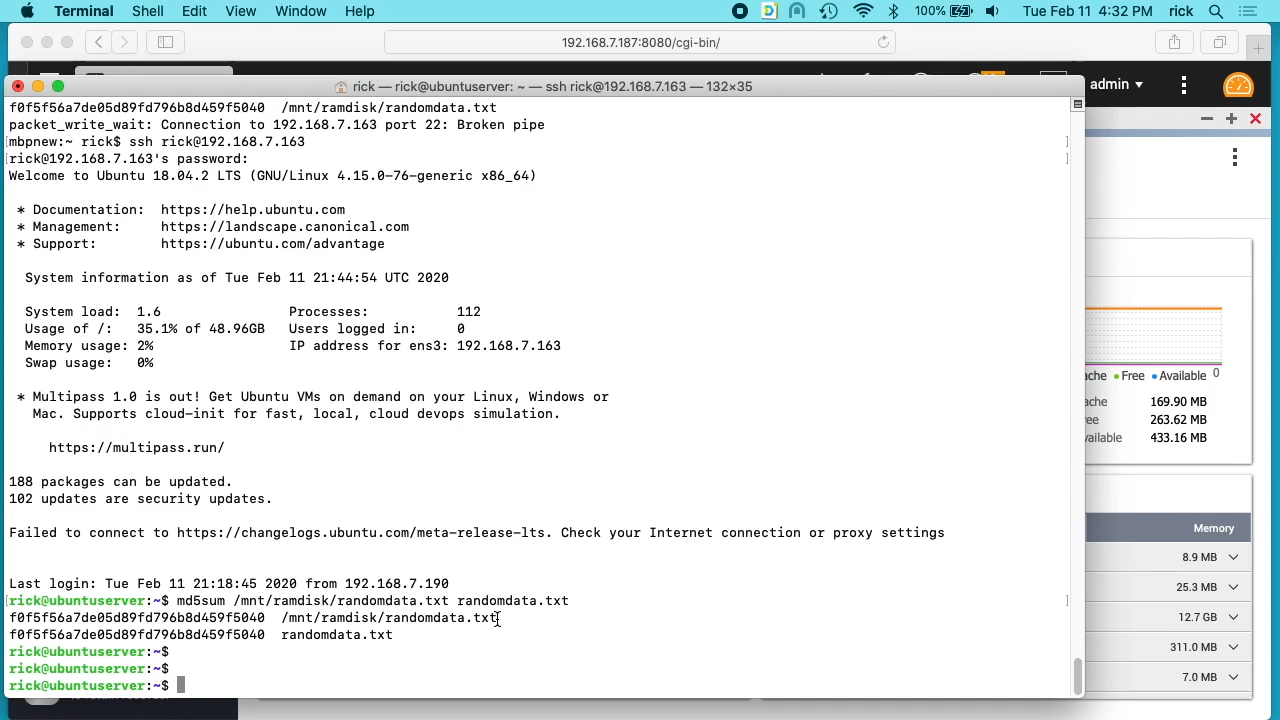 Terminal Shell Edit View Window Help 100% Tue Feb 11 4:32 PM rick
192.168.7.187:8080/cgi-bin/
rick — rick@ubuntuserver: ~ — ssh rick@192.168.7.163 — 132×35
admin
f0f5f56a7de05d89fd796b8d459f5040 /mnt/ramdisk/randomdata.txt
packet_write_wait: Connection to 192.168.7.163 port 22: Broken pipe
[mbpnew:~ rick$ ssh rick@192.168.7.163 ]
[rick@192.168.7.163's password: ]
Welcome to Ubuntu 18.04.2 LTS (GNU/Linux 4.15.0-76-generic x86_64)
* Documentation: https://help.ubuntu.com
* Management: https://landscape.canonical.com
* Support: https://ubuntu.com/advantage
System information as of Tue Feb 11 21:44:54 UTC 2020
System load: 1.6 Processes: 112
Usage of /: 35.1% of 48.96GB Users logged in: 0
Memory usage: 2% IP address for ens3: 192.168.7.163
Swap usage: 0%
* Multipass 1.0 is out! Get Ubuntu VMs on demand on your Linux, Windows or
Mac. Supports cloud-init for fast, local, cloud devops simulation.
https://multipass.run/
188 packages can be updated.
102 updates are security updates.
Failed to connect to https://changelogs.ubuntu.com/meta-release-lts. Check your Internet connection or proxy settings
Last login: Tue Feb 11 21:18:45 2020 from 192.168.7.190
[rick@ubuntuserver:~$ md5sum /mnt/ramdisk/randomdata.txt randomdata.txt ]
f0f5f56a7de05d89fd796b8d459f5040 /mnt/ramdisk/randomdata.txt
f0f5f56a7de05d89fd796b8d459f5040 randomdata.txt
rick@ubuntuserver:~$
rick@ubuntuserver:~$
rick@ubuntuserver:~$
ache Free Available 0
ache 169.90 MB
ee 263.62 MB
vailable 433.16 MB
Memory
8.9 MB
25.3 MB
12.7 GB
311.0 MB
7.0 MB